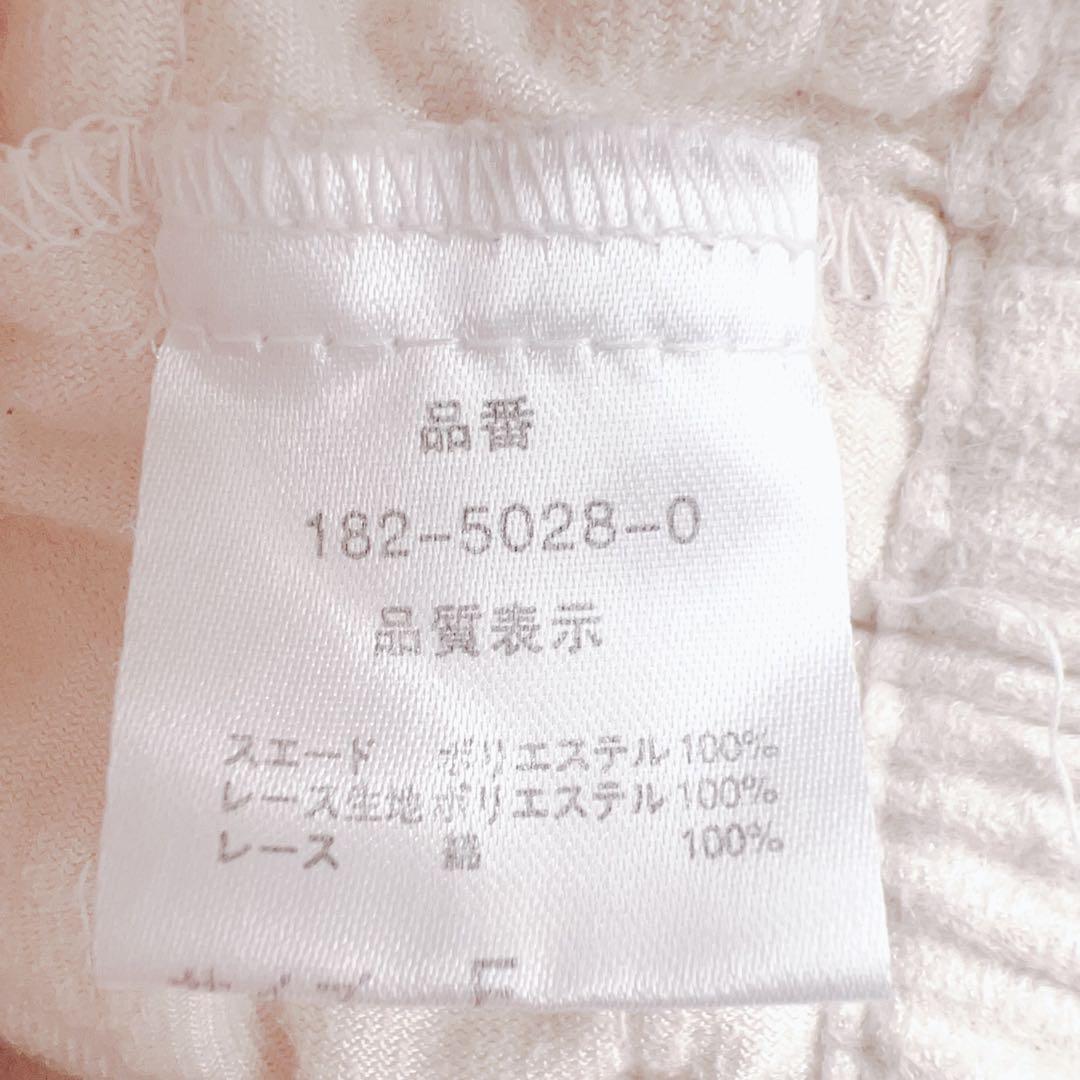 品番
182-5028-0
品質表示
スエード ポリエステル 100%
レース生地 ポリエステル 100%
レース 綿 100%